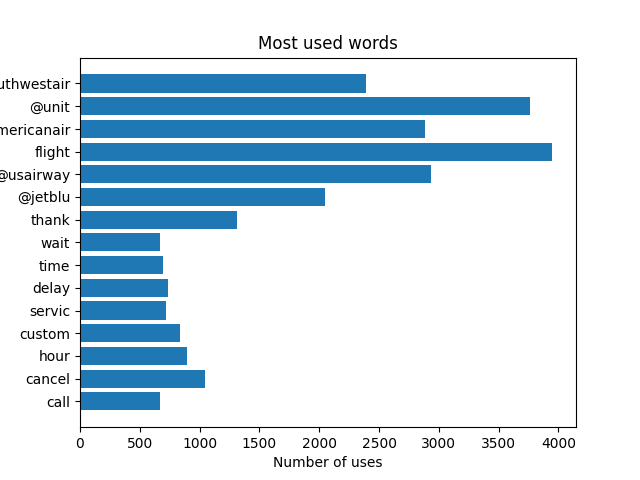 Most used words
uthwestair
@unit
mericanair
flight
@usairway
@jetblu
thank
wait
time
delay
servic
custom
hour
cancel
call
0 500 1000 1500 2000 2500 3000 3500 4000
Number of uses